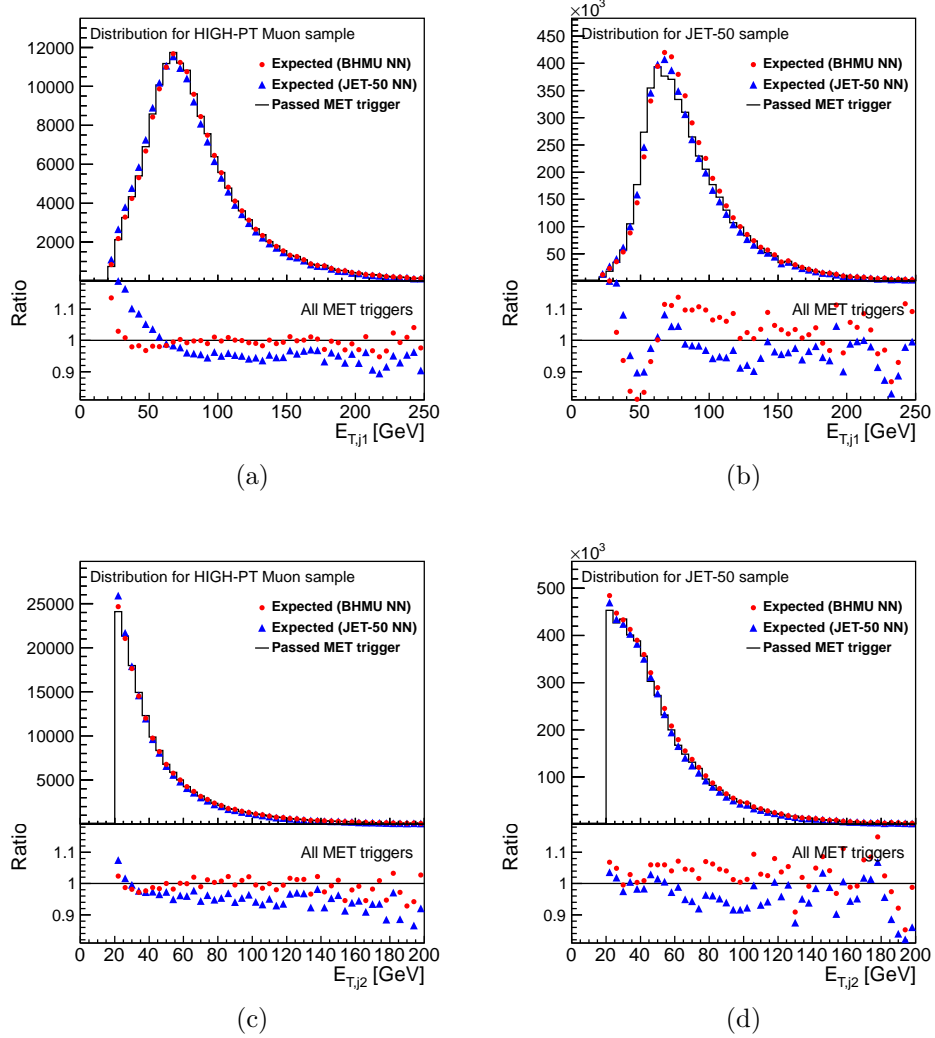 Distribution for HIGH-PT Muon sample
Expected (BHMU NN)
Expected (JET-50 NN)
Passed MET trigger
12000
10000
8000
6000
4000
2000
Ratio
All MET triggers
1.1
1
0.9
0 50 100 150 200 250
E_{T,j1} [GeV]
(a)
×10³
Distribution for JET-50 sample
Expected (BHMU NN)
Expected (JET-50 NN)
Passed MET trigger
450
400
350
300
250
200
150
100
50
Ratio
All MET triggers
1.1
1
0.9
0 50 100 150 200 250
E_{T,j1} [GeV]
(b)
Distribution for HIGH-PT Muon sample
Expected (BHMU NN)
Expected (JET-50 NN)
Passed MET trigger
25000
20000
15000
10000
5000
Ratio
All MET triggers
1.1
1
0.9
0 20 40 60 80 100 120 140 160 180 200
E_{T,j2} [GeV]
(c)
×10³
Distribution for JET-50 sample
Expected (BHMU NN)
Expected (JET-50 NN)
Passed MET trigger
500
400
300
200
100
Ratio
All MET triggers
1.1
1
0.9
0 20 40 60 80 100 120 140 160 180 200
E_{T,j2} [GeV]
(d)